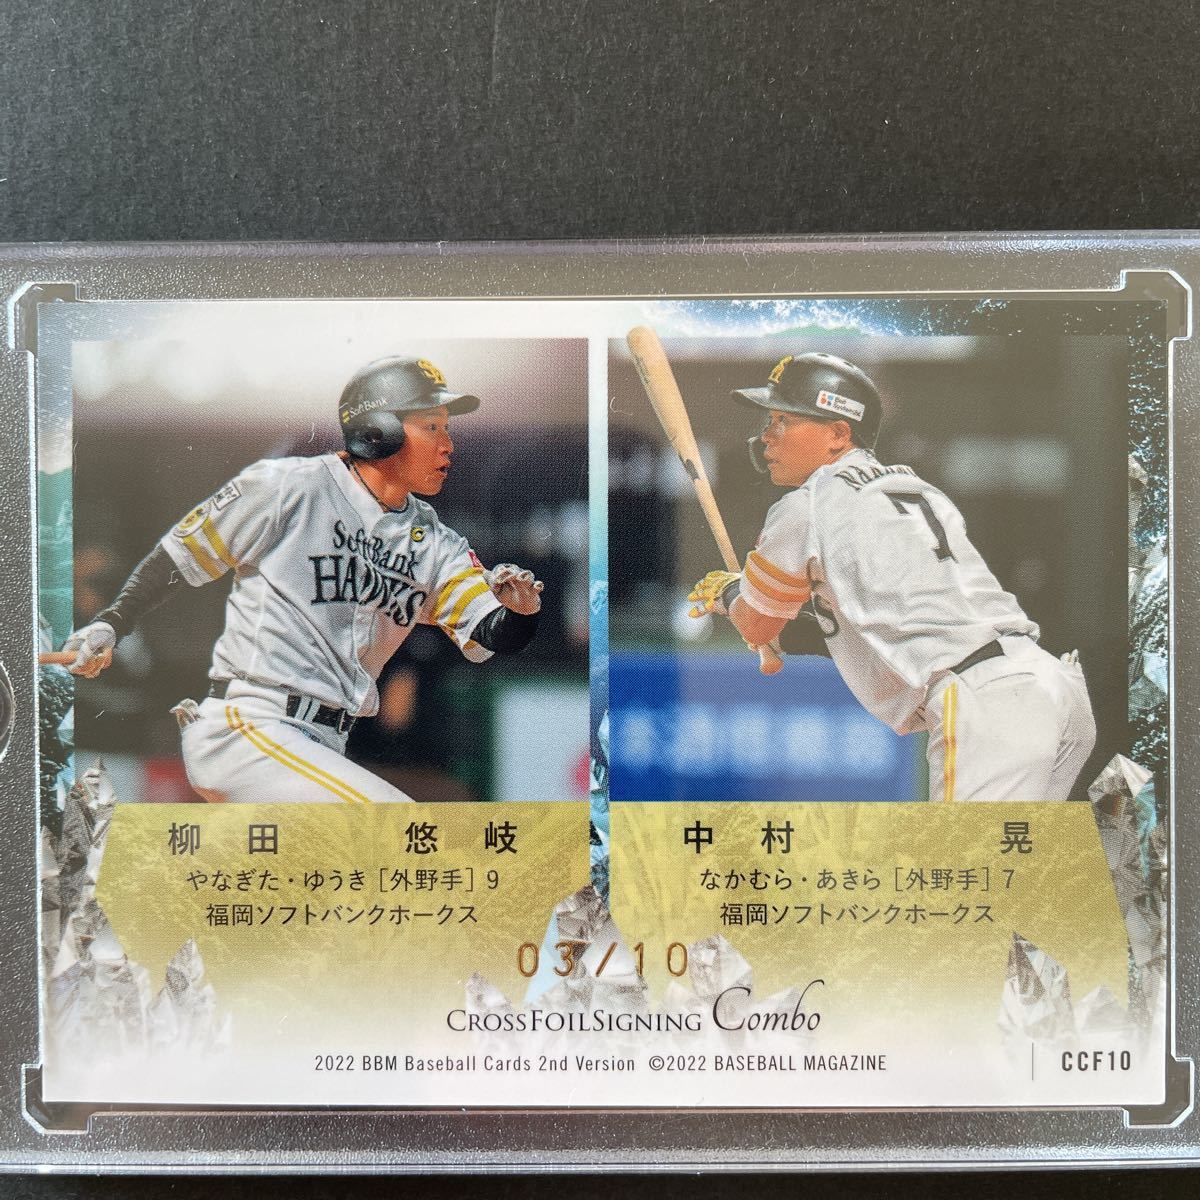 SoftBank
SoftBank
HAWKS
7
柳田 悠岐
やなぎた・ゆうき［外野手］9
福岡ソフトバンクホークス
中村 晃
なかむら・あきら［外野手］7
福岡ソフトバンクホークス
03/10
CROSSFOILSIGNING Combo
2022 BBM Baseball Cards 2nd Version ©2022 BASEBALL MAGAZINE
CCF10